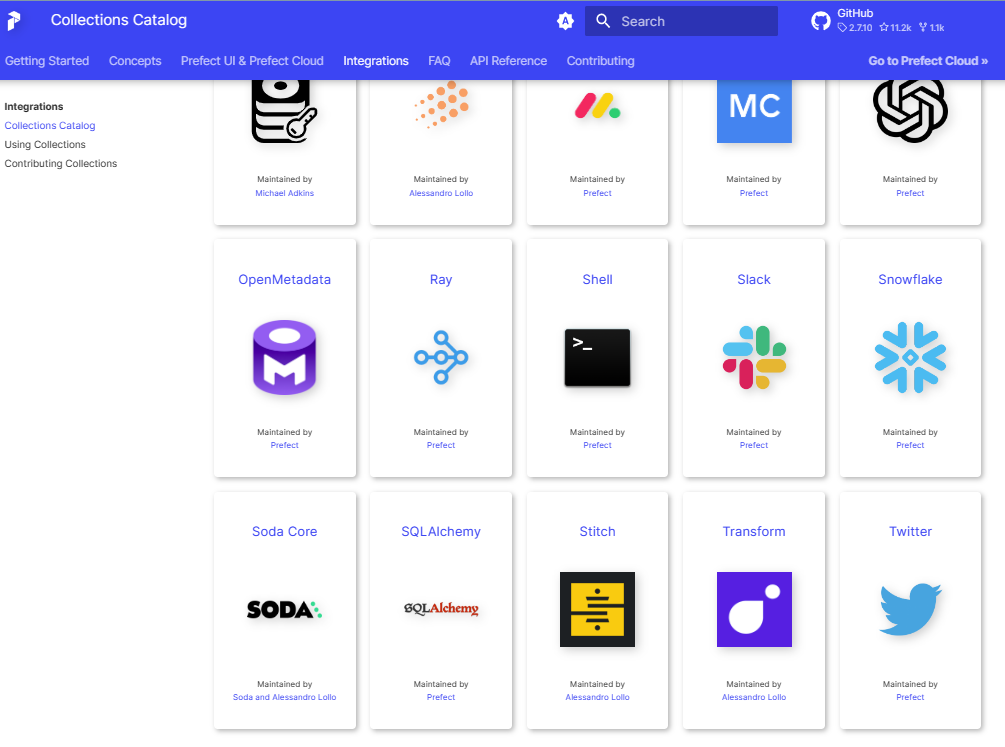 Collections Catalog
A
Search
GitHub
2.7.10 11.2k 1.1k
Getting Started Concepts Prefect UI & Prefect Cloud Integrations FAQ API Reference Contributing Go to Prefect Cloud »
Integrations
Collections Catalog
Using Collections
Contributing Collections
MC
Maintained by
Michael Adkins
Maintained by
Alessandro Lollo
Maintained by
Prefect
Maintained by
Prefect
Maintained by
Prefect
OpenMetadata
M
Maintained by
Prefect
Ray
Maintained by
Prefect
Shell
>_
Maintained by
Prefect
Slack
Maintained by
Prefect
Snowflake
Maintained by
Prefect
Soda Core
SODA
Maintained by
Soda and Alessandro Lollo
SQLAlchemy
SQLAlchemy
Maintained by
Prefect
Stitch
Maintained by
Alessandro Lollo
Transform
Maintained by
Alessandro Lollo
Twitter
Maintained by
Prefect